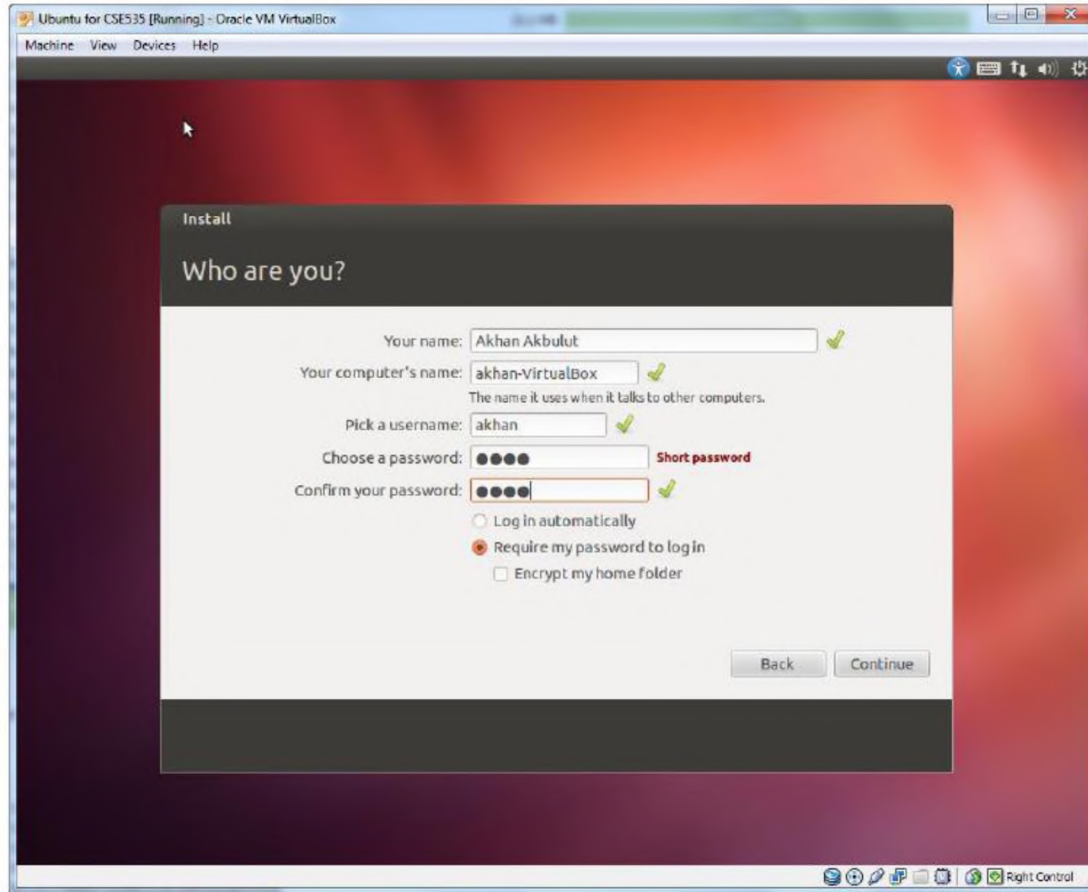 Ubuntu for CSE535 [Running] - Oracle VM VirtualBox
Machine View Devices Help
Install
Who are you?
Your name: Akhan Akbulut
Your computer's name: akhan-VirtualBox
The name it uses when it talks to other computers.
Pick a username: akhan
Choose a password: ●●●● Short password
Confirm your password: ●●●●
Log in automatically
Require my password to log in
Encrypt my home folder
Back Continue
Right Control